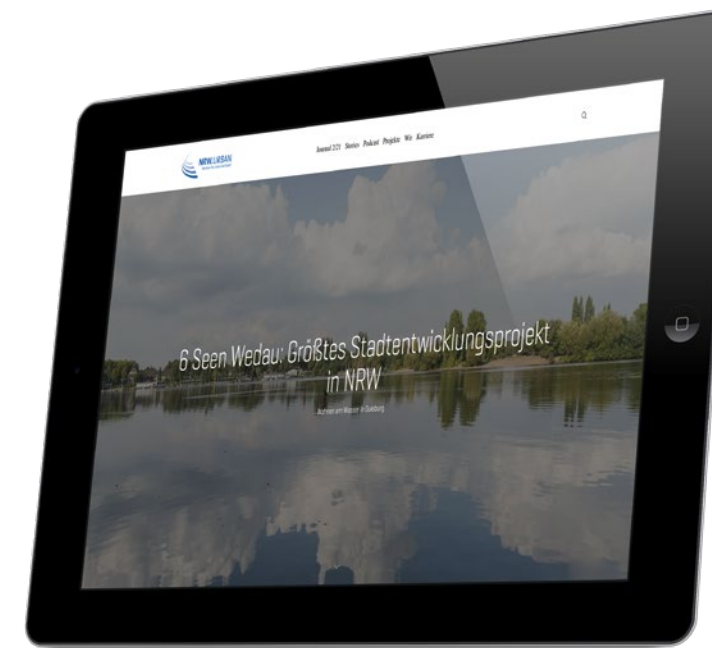 NRW.URBAN
Journal 2/21 Stories Podcast Projekte Wir Karriere
6 Seen Wedau: Größtes Stadtentwicklungsprojekt
in NRW
Wohnen am Wasser in Duisburg